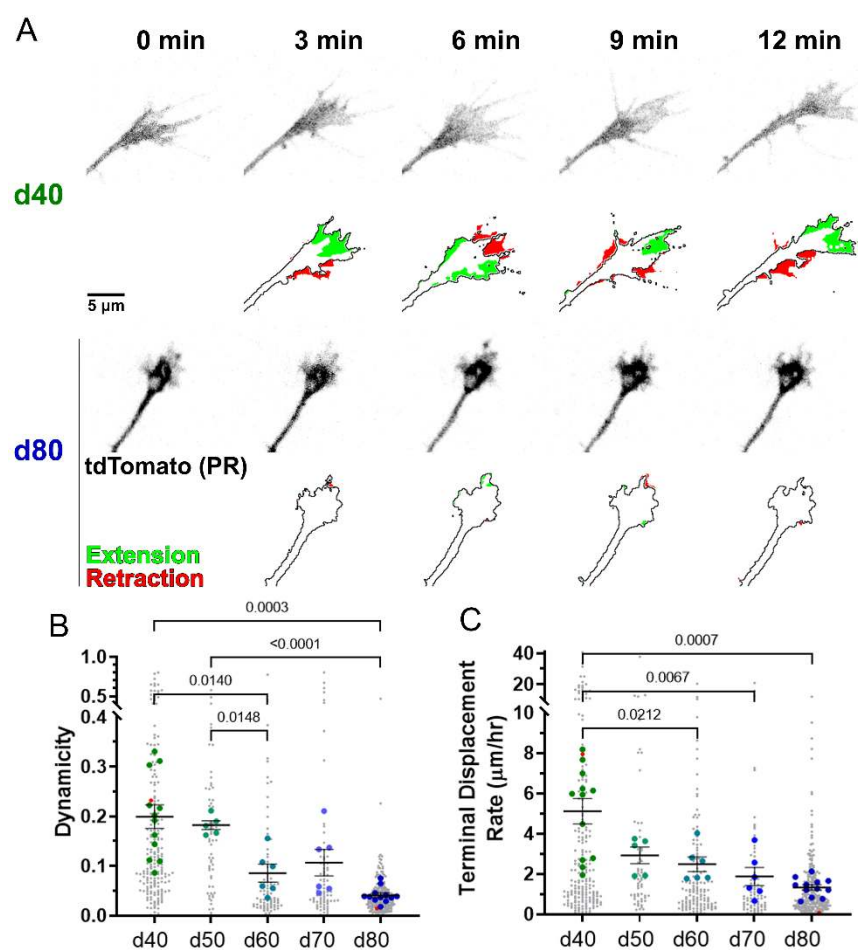 A
0 min 3 min 6 min 9 min 12 min
d40
5 µm
d80
tdTomato (PR)
Extension
Retraction
B
0.0003
<0.0001
0.0140
0.0148
1.0
0.5
0.4
0.3
0.2
0.1
0.0
Dynamicity
d40 d50 d60 d70 d80
C
0.0007
0.0067
0.0212
40
20
8
6
4
2
0
Terminal Displacement
Rate (µm/hr)
d40 d50 d60 d70 d80